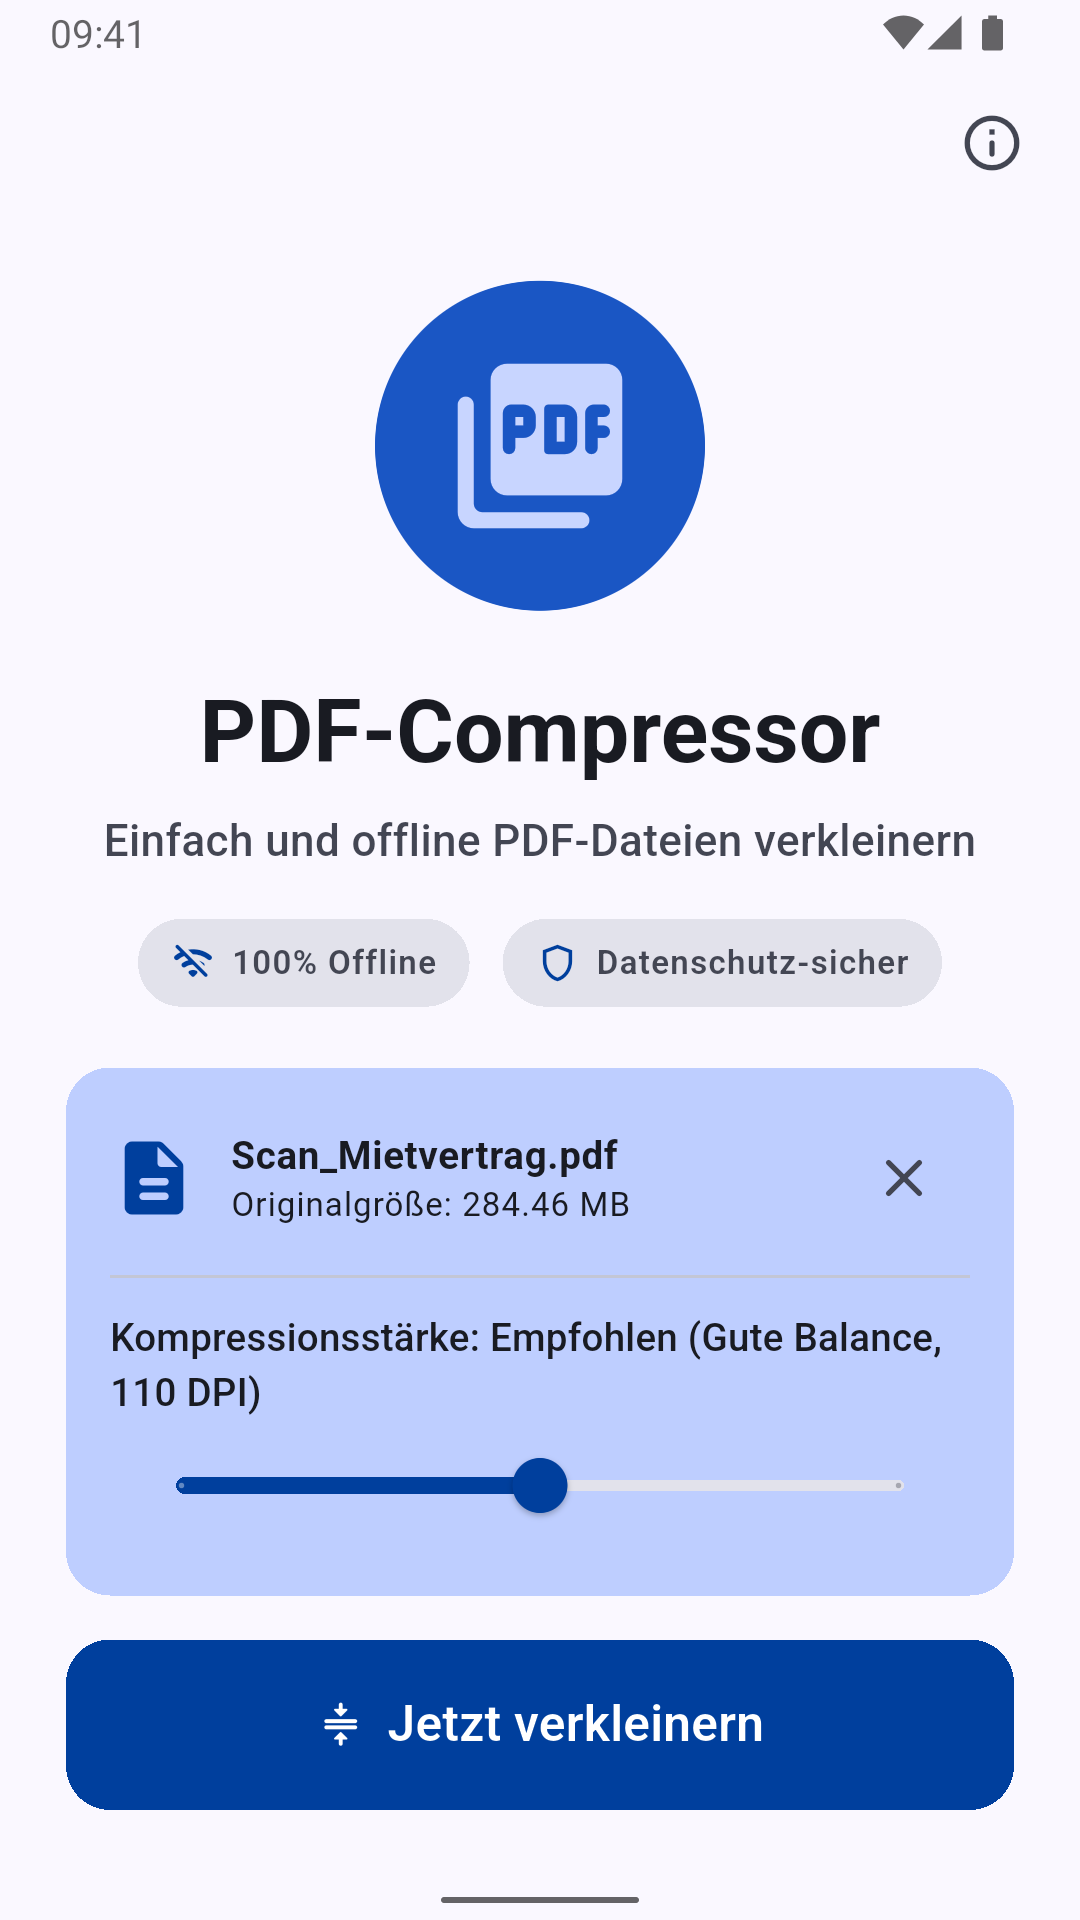 09:41
PDF
PDF-Compressor
Einfach und offline PDF-Dateien verkleinern
100% Offline
Datenschutz-sicher
Scan_Mietvertrag.pdf
Originalgröße: 284.46 MB
Kompressionsstärke: Empfohlen (Gute Balance,
110 DPI)
Jetzt verkleinern